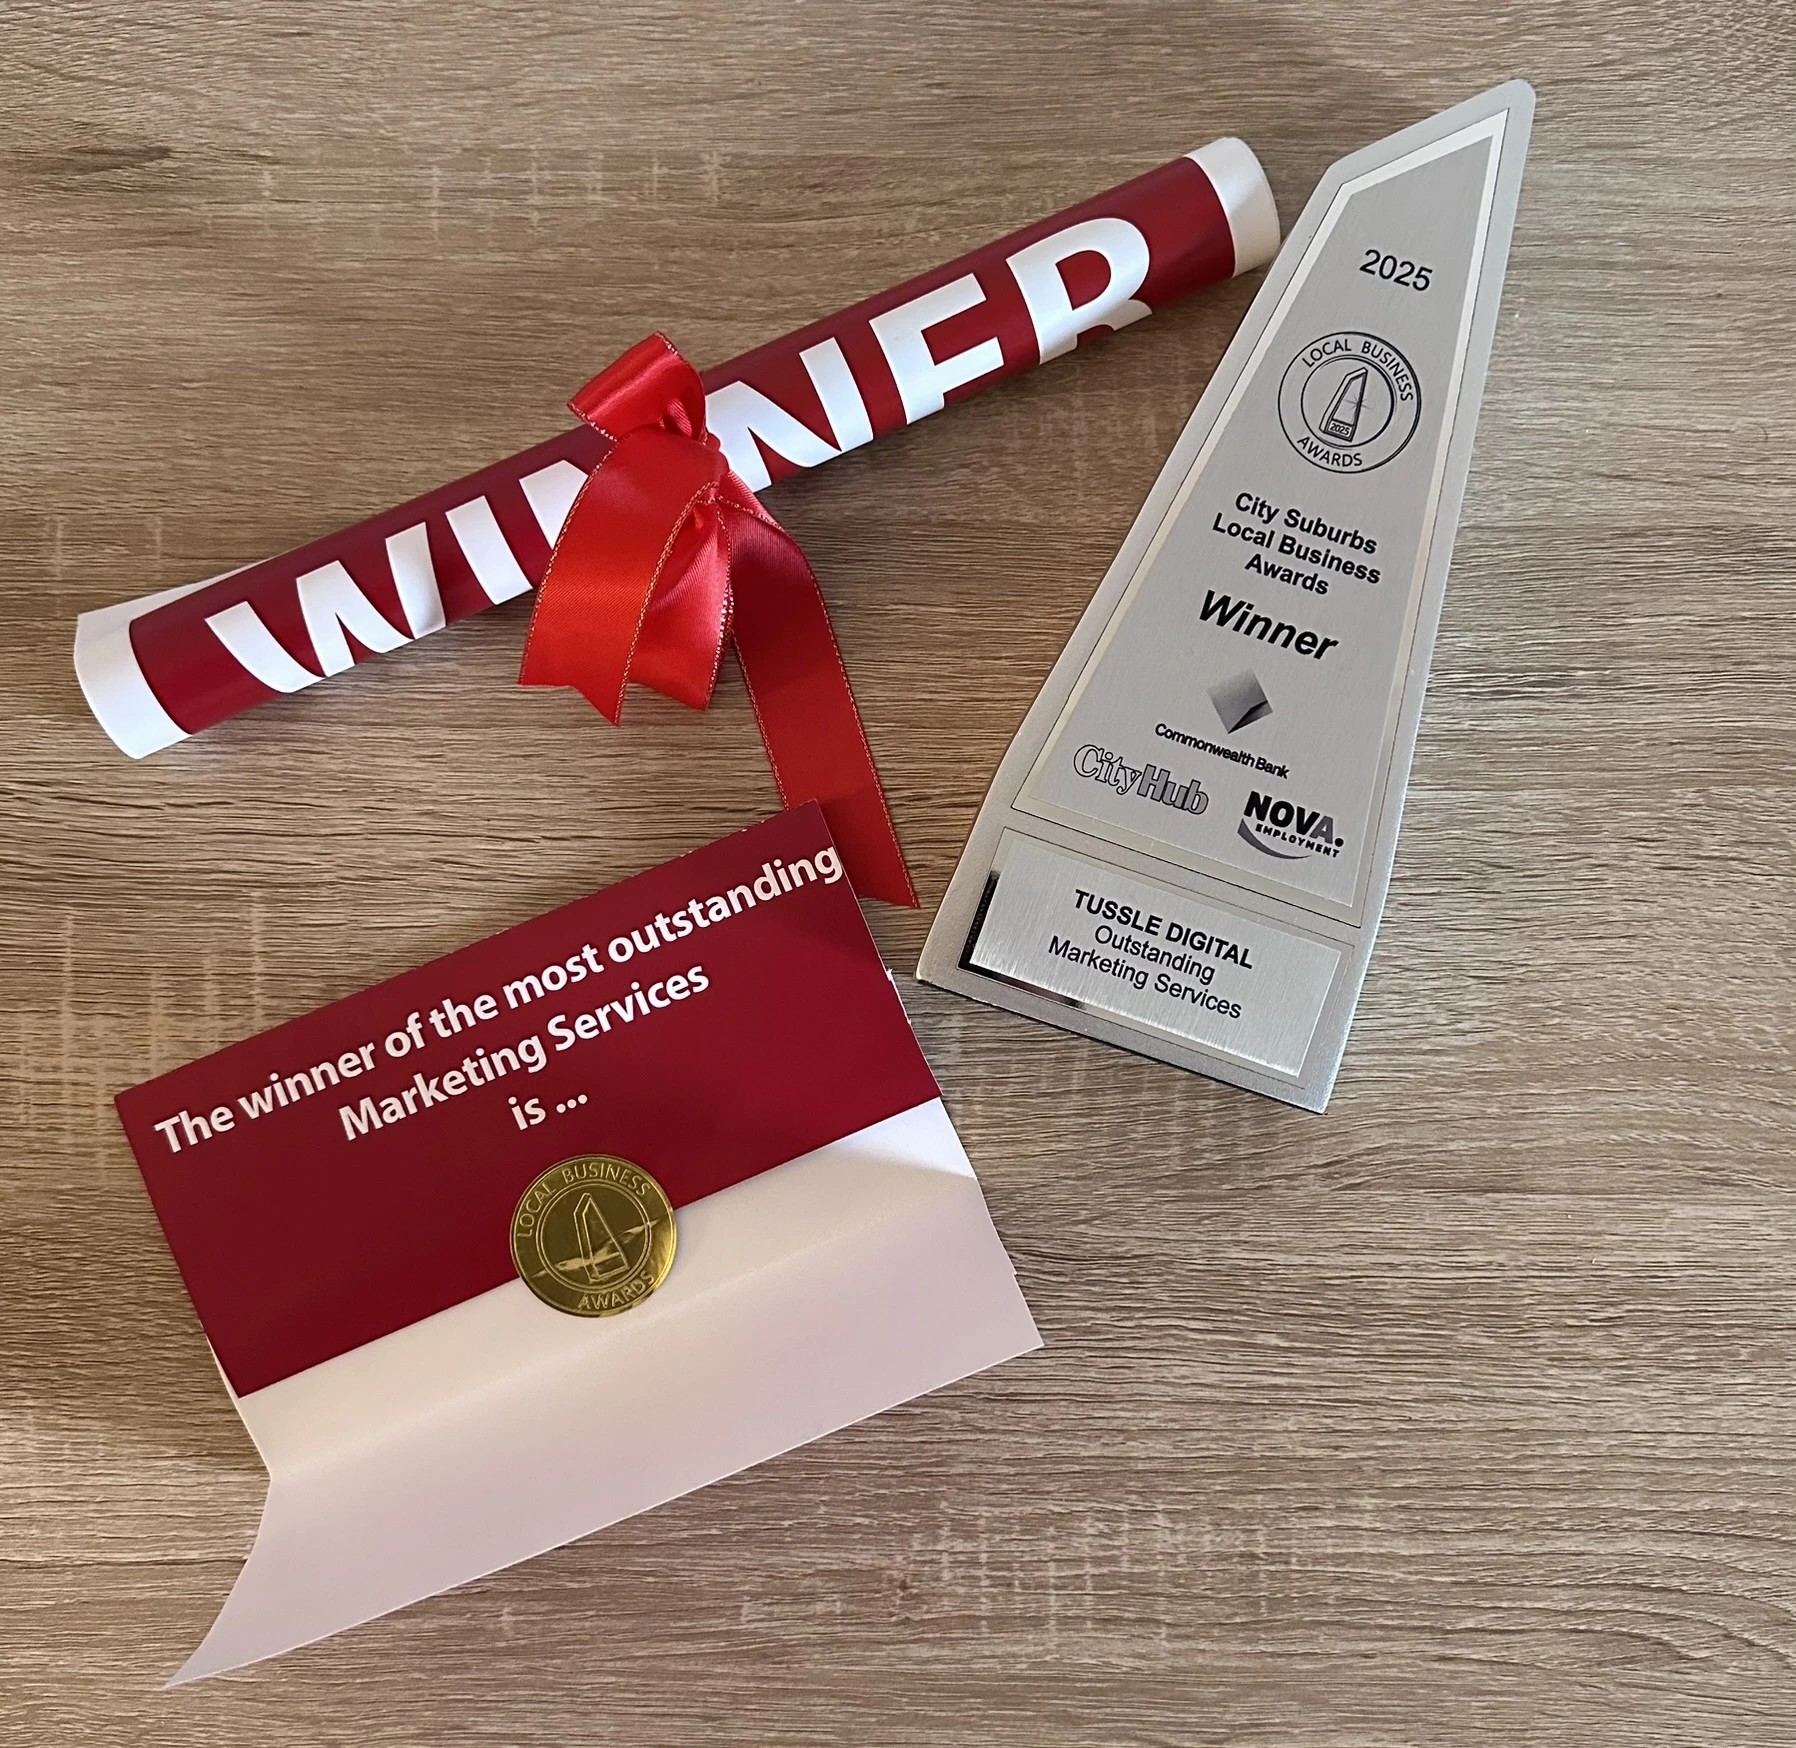 WINNER
2025
LOCAL BUSINESS
2025
AWARDS
City Suburbs
Local Business
Awards
Winner
Commonwealth Bank
CityHub
NOVA.
EMPLOYMENT
TUSSLE DIGITAL
Outstanding
Marketing Services
The winner of the most outstanding
Marketing Services
is ...
LOCAL BUSINESS
AWARDS